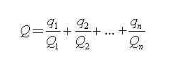 Q = q₁/Q₁ + q₂/Q₂ + ... + qₙ/Qₙ